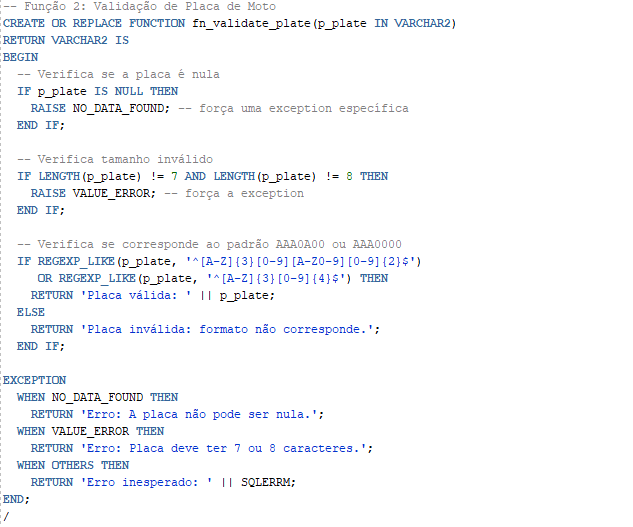 -- Função 2: Validação de Placa de Moto
CREATE OR REPLACE FUNCTION fn_validate_plate(p_plate IN VARCHAR2)
RETURN VARCHAR2 IS
BEGIN
  -- Verifica se a placa é nula
  IF p_plate IS NULL THEN
    RAISE NO_DATA_FOUND; -- força uma exception específica
  END IF;

  -- Verifica tamanho inválido
  IF LENGTH(p_plate) != 7 AND LENGTH(p_plate) != 8 THEN
    RAISE VALUE_ERROR; -- força a exception
  END IF;

  -- Verifica se corresponde ao padrão AAA0A00 ou AAA0000
  IF REGEXP_LIKE(p_plate, '^[A-Z]{3}[0-9][A-Z0-9][0-9]{2}$')
     OR REGEXP_LIKE(p_plate, '^[A-Z]{3}[0-9]{4}$') THEN
    RETURN 'Placa válida: ' || p_plate;
  ELSE
    RETURN 'Placa inválida: formato não corresponde.';
  END IF;

EXCEPTION
  WHEN NO_DATA_FOUND THEN
    RETURN 'Erro: A placa não pode ser nula.';
  WHEN VALUE_ERROR THEN
    RETURN 'Erro: Placa deve ter 7 ou 8 caracteres.';
  WHEN OTHERS THEN
    RETURN 'Erro inesperado: ' || SQLERRM;
END;
/